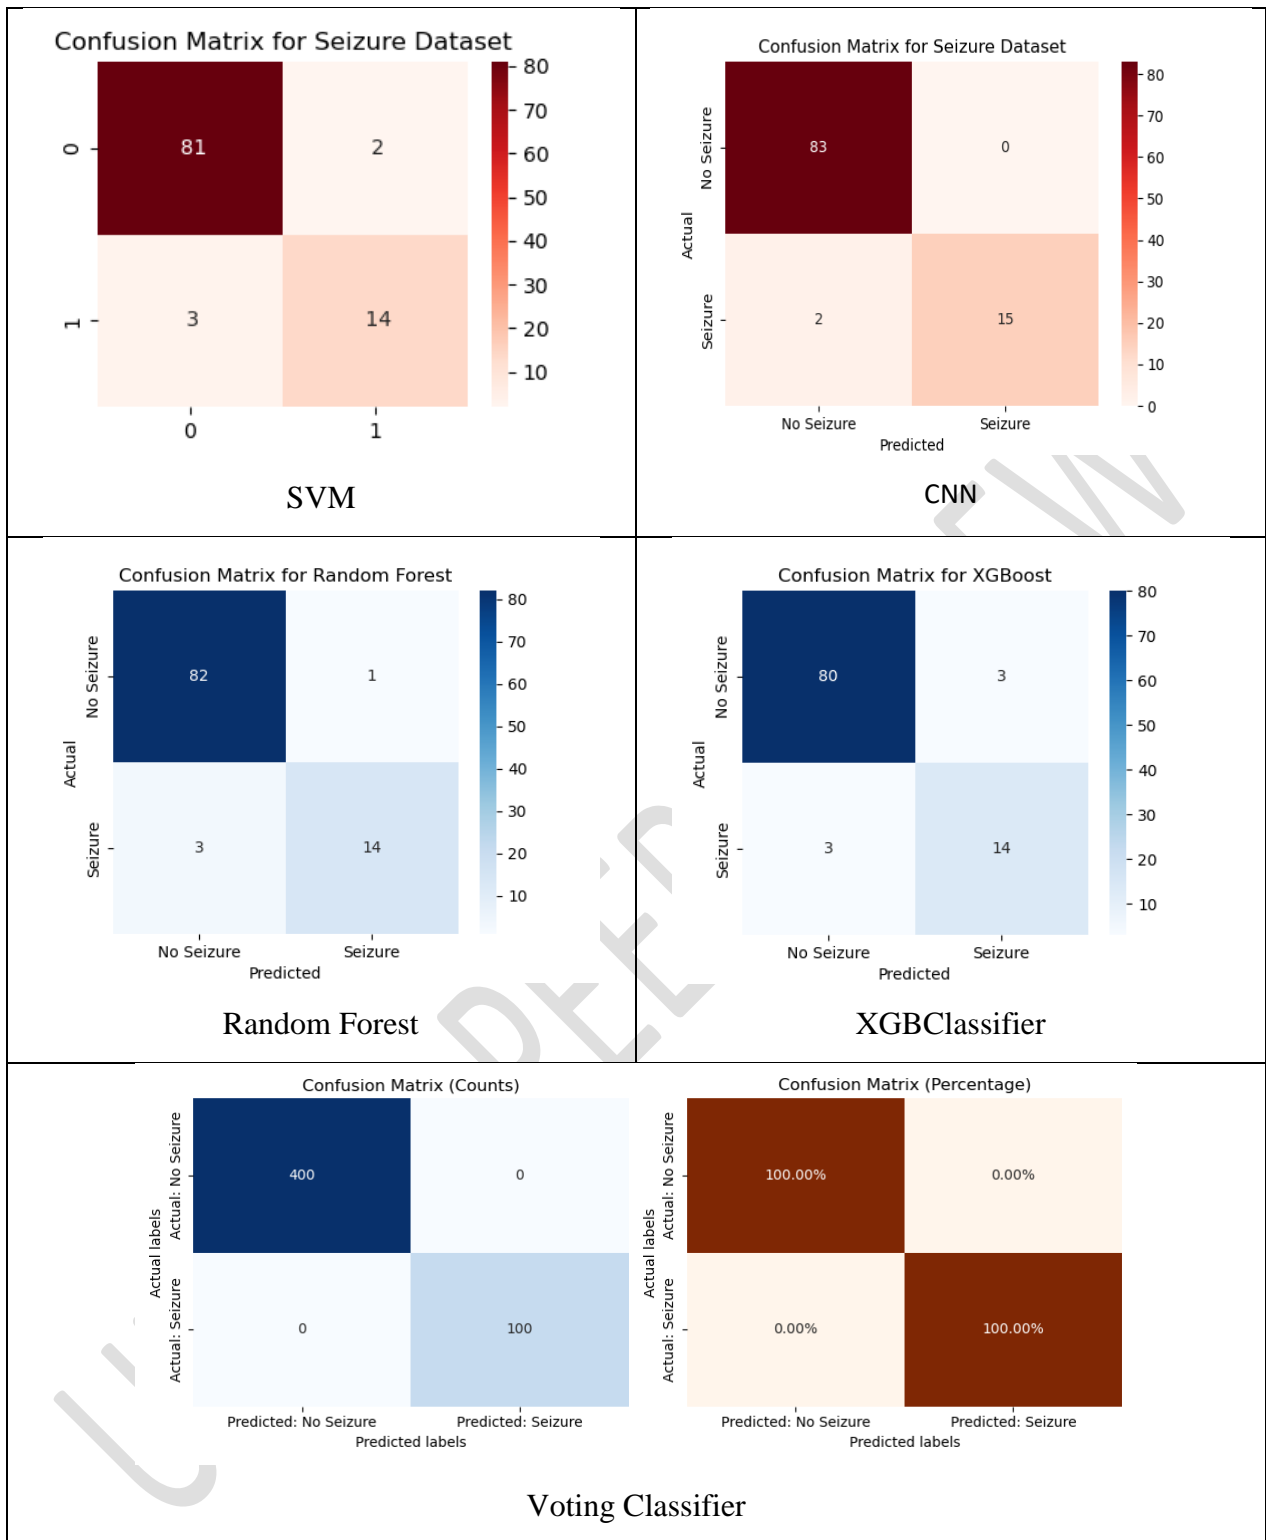 Confusion Matrix for Seizure Dataset
80
70
60
50
40
30
20
10
0
81
2
1
3
14
0
1
SVM
Confusion Matrix for Seizure Dataset
80
70
60
50
40
30
20
10
0
Actual
No Seizure
83
0
Seizure
2
15
No Seizure
Seizure
Predicted
CNN
Confusion Matrix for Random Forest
80
70
60
50
40
30
20
10
Actual
No Seizure
82
1
Seizure
3
14
No Seizure
Seizure
Predicted
Random Forest
Confusion Matrix for XGBoost
80
70
60
50
40
30
20
10
Actual
No Seizure
80
3
Seizure
3
14
No Seizure
Seizure
Predicted
XGBClassifier
Confusion Matrix (Counts)
Actual labels
Actual: No Seizure
400
0
Actual: Seizure
0
100
Predicted: No Seizure
Predicted: Seizure
Predicted labels
Confusion Matrix (Percentage)
Actual labels
Actual: No Seizure
100.00%
0.00%
Actual: Seizure
0.00%
100.00%
Predicted: No Seizure
Predicted: Seizure
Predicted labels
Voting Classifier